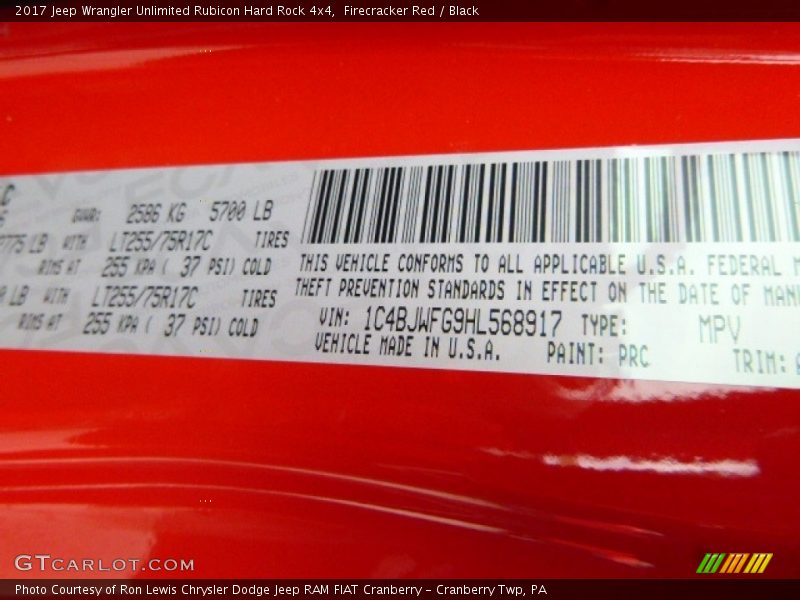 2017 Jeep Wrangler Unlimited Rubicon Hard Rock 4x4, Firecracker Red / Black
C
GVWR: 2586 KG 5700 LB
775 LB WITH LT255/75R17C TIRES
RIMS AT 255 KPA ( 37 PSI) COLD
LB WITH LT255/75R17C TIRES
RIMS AT 255 KPA ( 37 PSI) COLD
THIS VEHICLE CONFORMS TO ALL APPLICABLE U.S.A. FEDERAL M
THEFT PREVENTION STANDARDS IN EFFECT ON THE DATE OF MAN
VIN: 1C4BJWFG9HL568917 TYPE: MPV
VEHICLE MADE IN U.S.A. PAINT: PRC TRIM:
GTCARLOT.COM
Photo Courtesy of Ron Lewis Chrysler Dodge Jeep RAM FIAT Cranberry - Cranberry Twp, PA